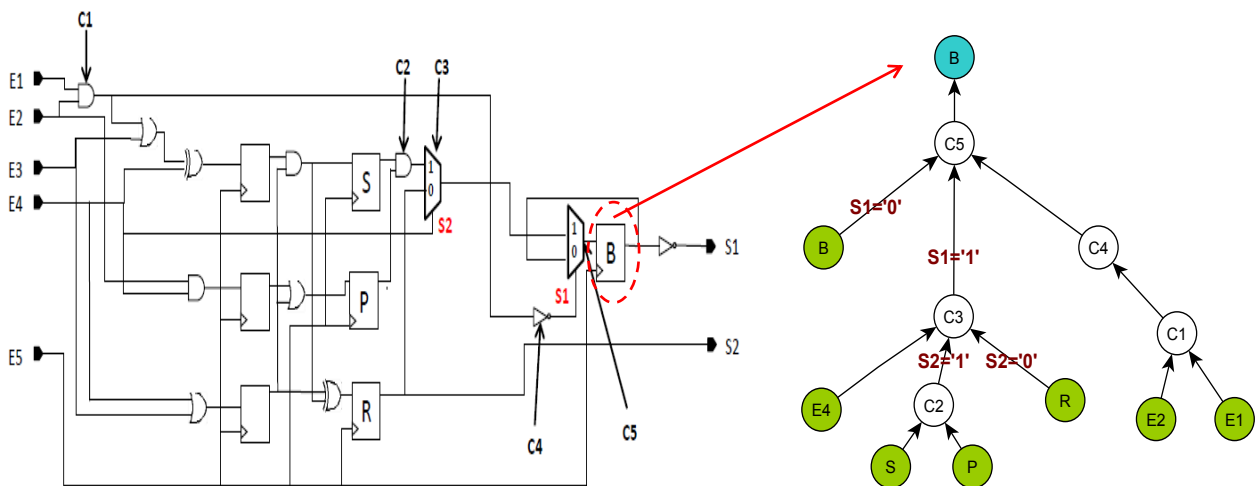 C1
C2
C3
E1
E2
E3
E4
E5
1
0
S
S2
P
R
1
0
S1
B
S1
S2
C4
C5
B
C5
S1='0'
B
S1='1'
C4
C3
C1
S2='1'
S2='0'
E4
C2
R
E2
E1
S
P